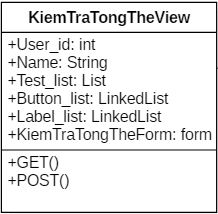 KiemTraTongTheView
+User_id: int
+Name: String
+Test_list: List
+Button_list: LinkedList
+Label_list: LinkedList
+KiemTraTongTheForm: form
+GET()
+POST()